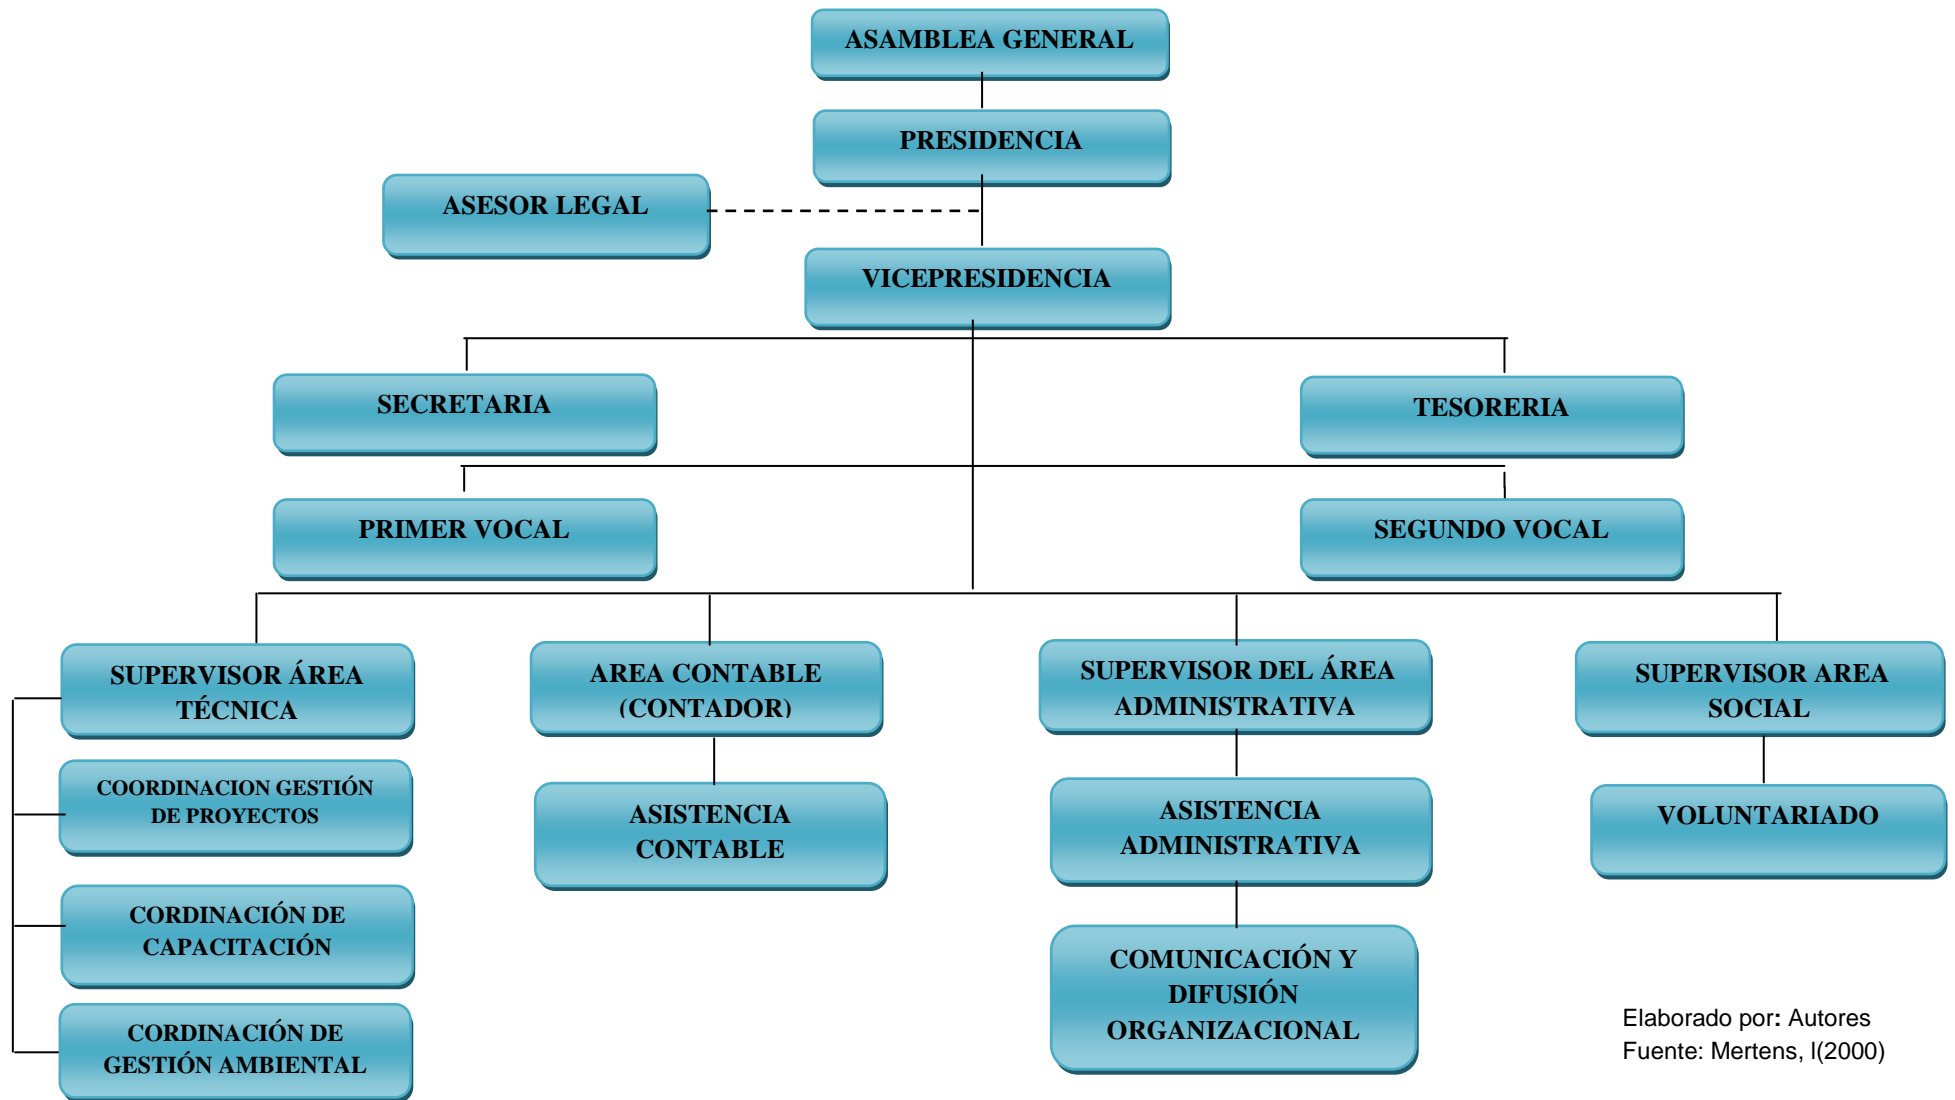 ASAMBLEA GENERAL
PRESIDENCIA
ASESOR LEGAL
VICEPRESIDENCIA
SECRETARIA
TESORERIA
PRIMER VOCAL
SEGUNDO VOCAL
SUPERVISOR ÁREA
TÉCNICA
AREA CONTABLE
(CONTADOR)
SUPERVISOR DEL ÁREA
ADMINISTRATIVA
SUPERVISOR AREA
SOCIAL
COORDINACION GESTIÓN
DE PROYECTOS
ASISTENCIA
CONTABLE
ASISTENCIA
ADMINISTRATIVA
VOLUNTARIADO
CORDINACIÓN DE
CAPACITACIÓN
COMUNICACIÓN Y
DIFUSIÓN
ORGANIZACIONAL
CORDINACIÓN DE
GESTIÓN AMBIENTAL
Elaborado por: Autores
Fuente: Mertens, l(2000)